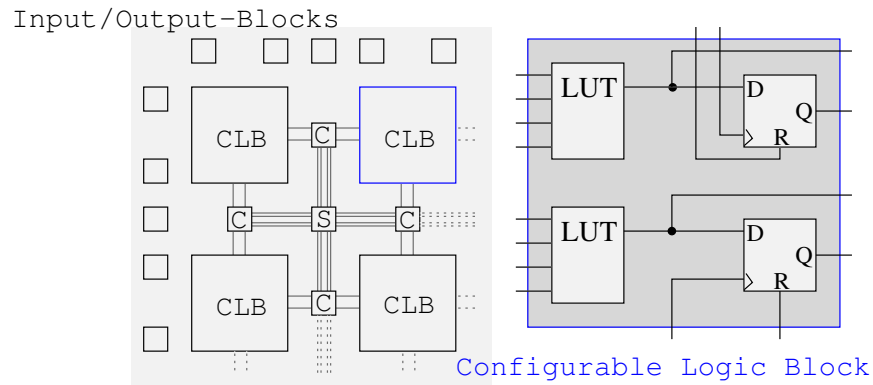 Input/Output-Blocks
CLB
C
CLB
C
S
C
CLB
C
CLB
LUT
D
Q
R
LUT
D
Q
R
Configurable Logic Block